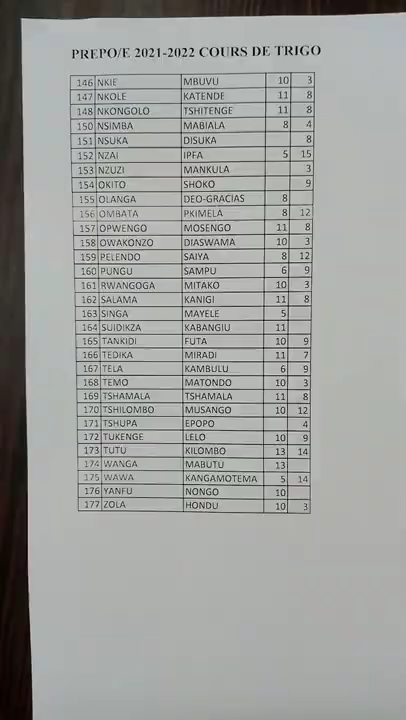 PREPO/E 2021-2022 COURS DE TRIGO
146 NKIE MBUVU 10 3
147 NKOLE KATENDE 11 8
148 NKONGOLO TSHITENGE 11 8
150 NSIMBA MABIALA 8 4
151 NSUKA DISUKA 8
152 NZAI IPFA 5 15
153 NZUZI MANKULA 3
154 OKITO SHOKO 9
155 OLANGA DEO-GRACIAS 8
156 OMBATA PKIMELA 8 12
157 OPWENGO MOSENGO 11 8
158 OWAKONZO DIASWAMA 10 3
159 PELENDO SAIYA 8 12
160 PUNGU SAMPU 6 9
161 RWANGOGA MITAKO 10 3
162 SALAMA KANIGI 11 8
163 SINGA MAYELE 5
164 SUIDIKZA KABANGIU 11
165 TANKIDI FUTA 10 9
166 TEDIKA MIRADI 11 7
167 TELA KAMBULU 6 9
168 TEMO MATONDO 10 3
169 TSHAMALA TSHAMALA 11 8
170 TSHILOMBO MUSANGO 10 12
171 TSHUPA EPOPO 4
172 TUKENGE LELO 10 9
173 TUTU KILOMBO 13 14
174 WANGA MABUTU 13
175 WAWA KANGAMOTEMA 5 14
176 YANFU NONGO 10
177 ZOLA HONDU 10 3